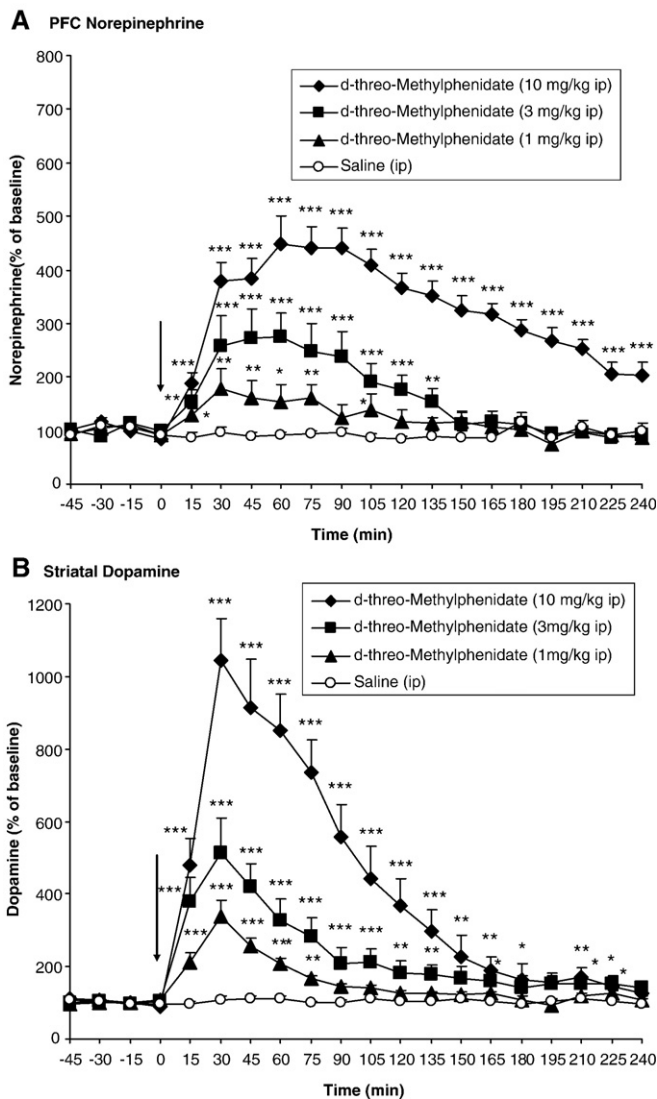 A PFC Norepinephrine
800
700
600
500
400
300
200
100
0
Norepinephrine(% of baseline)
d-threo-Methylphenidate (10 mg/kg ip)
d-threo-Methylphenidate (3 mg/kg ip)
d-threo-Methylphenidate (1 mg/kg ip)
Saline (ip)
*** *** *** *** *** *** *** *** *** *** *** *** *** *** *** ***
*** *** *** *** *** *** *** **
** * ** ** * ** *
-45 -30 -15 0 15 30 45 60 75 90 105 120 135 150 165 180 195 210 225 240
Time (min)
B Striatal Dopamine
1200
1000
800
600
400
200
0
Dopamine (% of baseline)
d-threo-Methylphenidate (10 mg/kg ip)
d-threo-Methylphenidate (3mg/kg ip)
d-threo-Methylphenidate (1mg/kg ip)
Saline (ip)
*** *** *** *** *** *** *** *** *** ** ** * ** *
*** *** *** *** *** *** *** ** ** * * *
*** *** *** *** **
-45 -30 -15 0 15 30 45 60 75 90 105 120 135 150 165 180 195 210 225 240
Time (min)